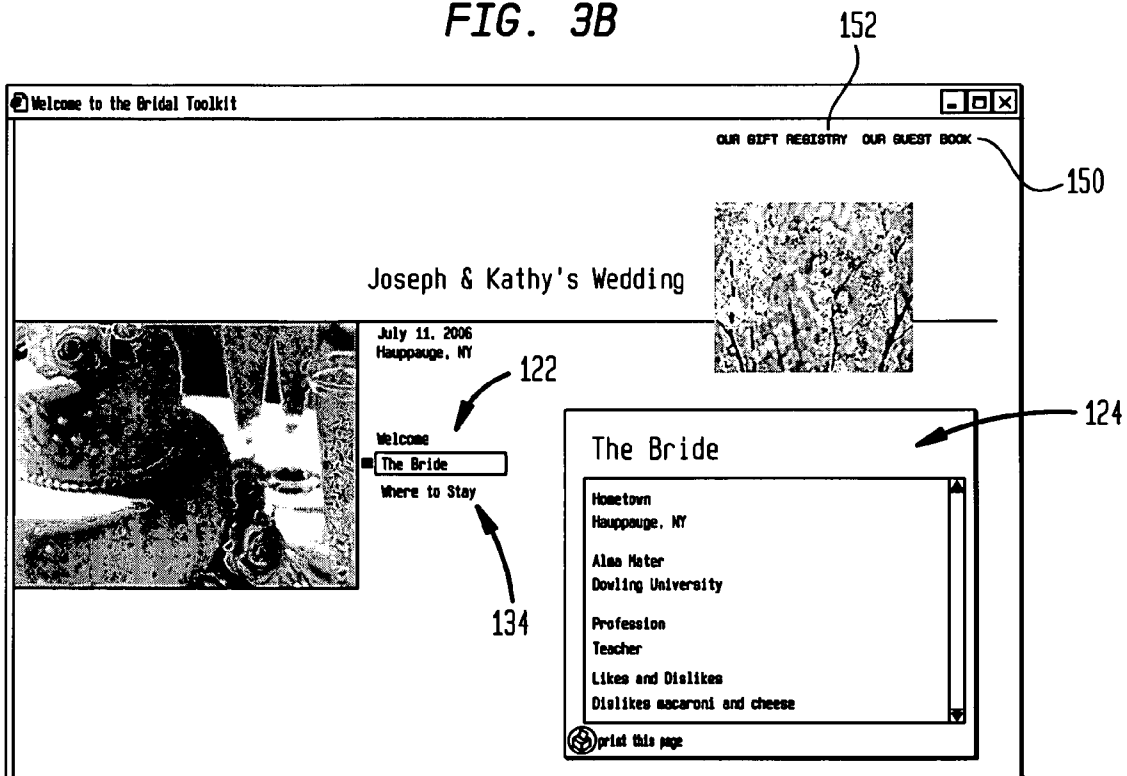 FIG. 3B
152
Welcome to the Bridal Toolkit
OUR GIFT REGISTRY OUR GUEST BOOK
150
Joseph & Kathy's Wedding
July 11, 2006
Hauppauge, NY
122
124
Welcome
The Bride
Where to Stay
134
The Bride
Hometown
Hauppauge, NY
Alma Mater
Dowling University
Profession
Teacher
Likes and Dislikes
Dislikes macaroni and cheese
print this page